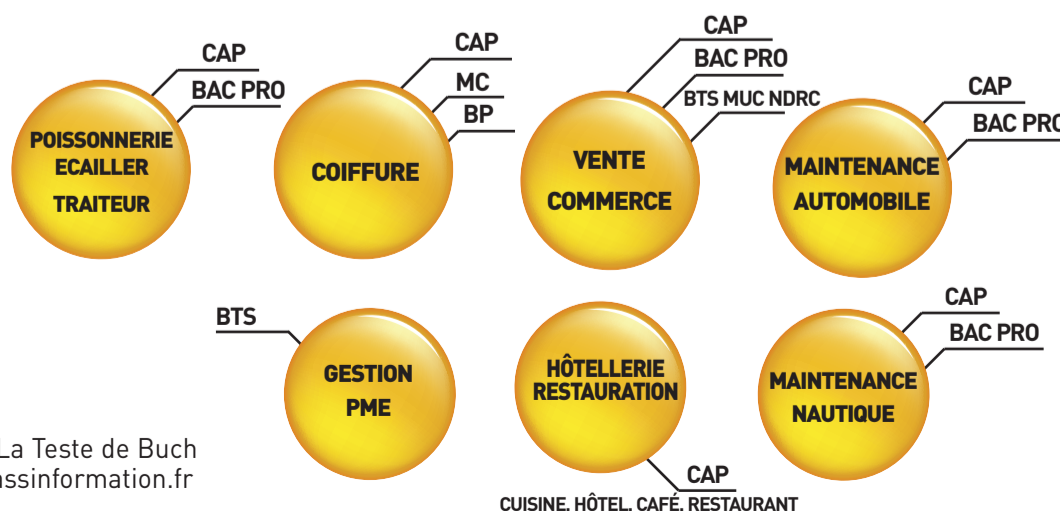 CAP
BAC PRO
POISSONNERIE
ECAILLER
TRAITEUR
CAP
MC
BP
COIFFURE
CAP
BAC PRO
BTS MUC NDRC
VENTE
COMMERCE
CAP
BAC PRO
MAINTENANCE
AUTOMOBILE
BTS
GESTION
PME
HÔTELLERIE
RESTAURATION
CAP
CUISINE, HÔTEL, CAFÉ, RESTAURANT
CAP
BAC PRO
MAINTENANCE
NAUTIQUE
La Teste de Buch
assinformation.fr